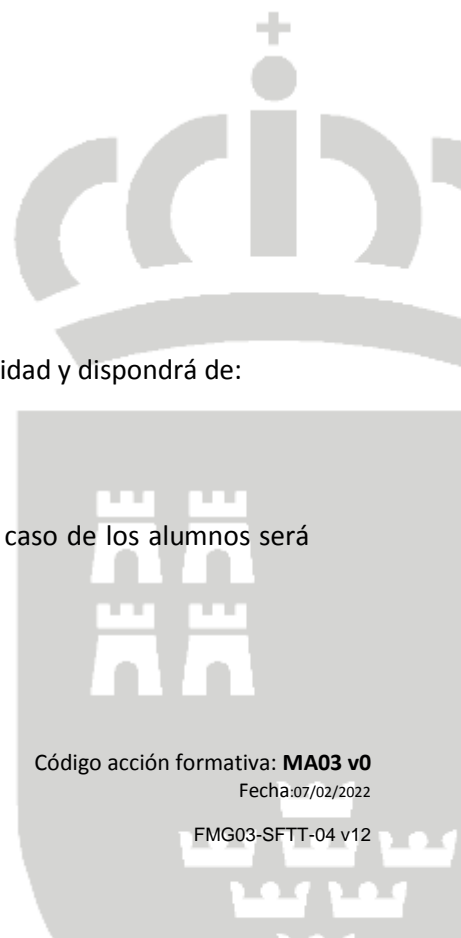 idad y dispondrá de:
caso de los alumnos será
Código acción formativa: MA03 v0
Fecha:07/02/2022
FMG03-SFTT-04 v12